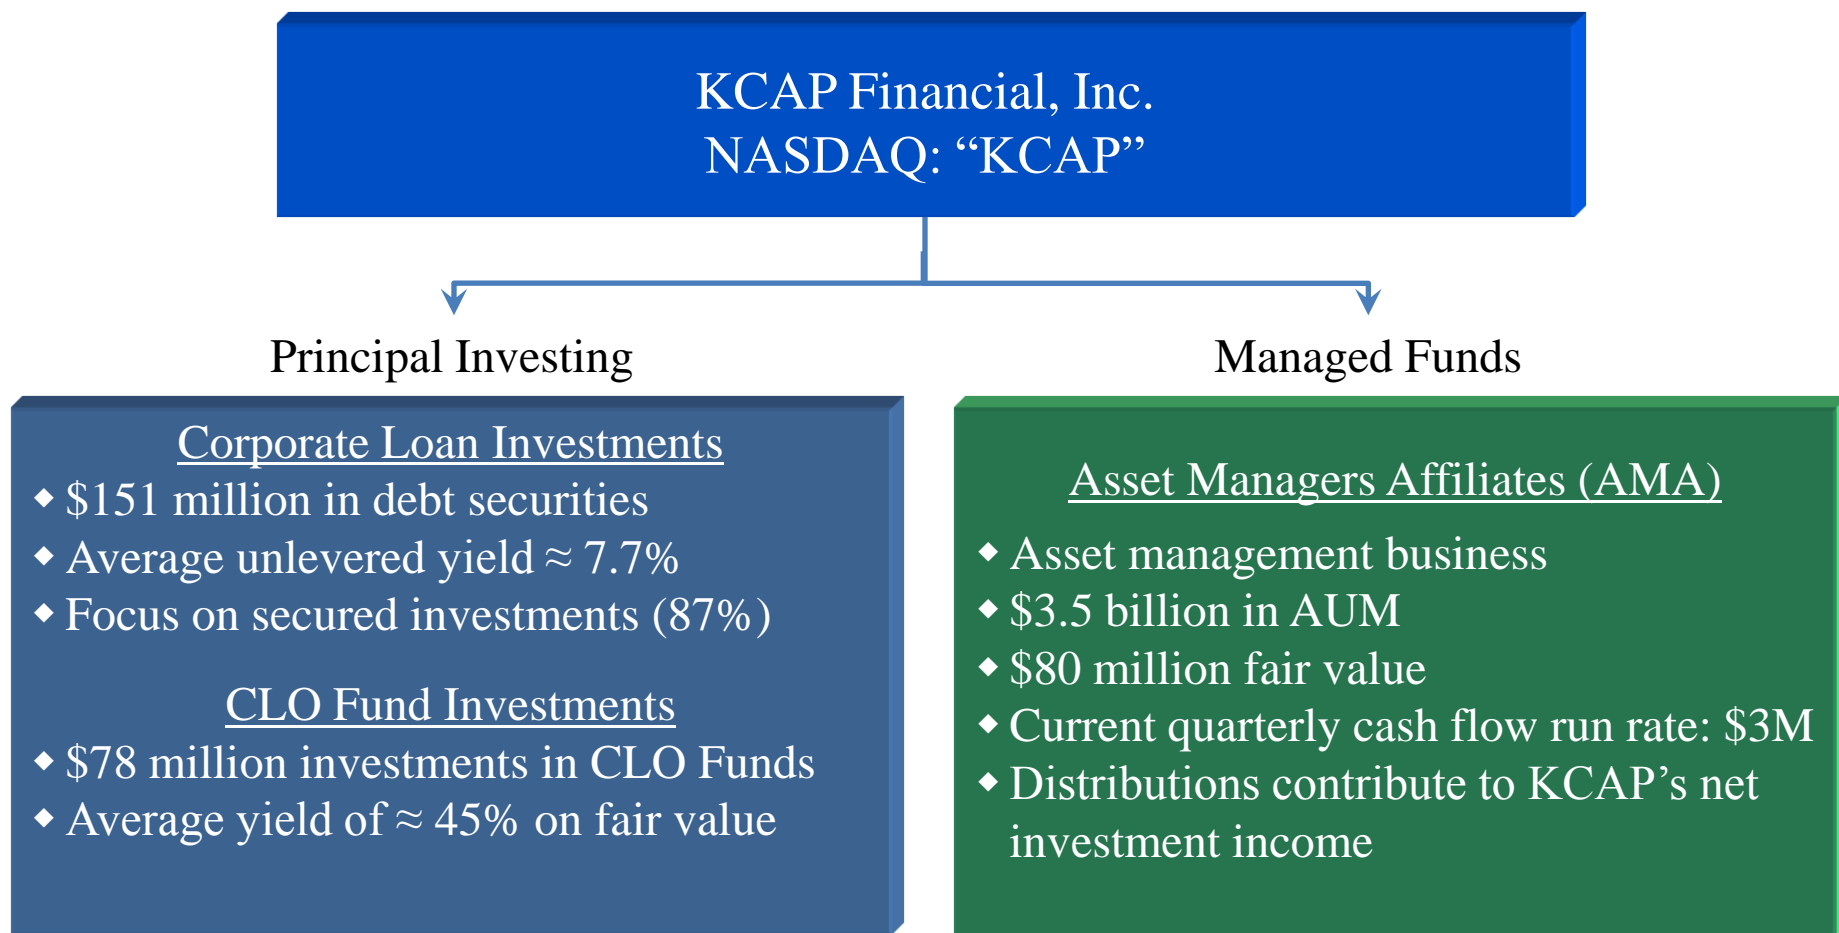 KCAP Financial, Inc.
NASDAQ: “KCAP”
Principal Investing
Corporate Loan Investments
◆ $151 million in debt securities
◆ Average unlevered yield ≈ 7.7%
◆ Focus on secured investments (87%)
CLO Fund Investments
◆ $78 million investments in CLO Funds
◆ Average yield of ≈ 45% on fair value
Managed Funds
Asset Managers Affiliates (AMA)
◆ Asset management business
◆ $3.5 billion in AUM
◆ $80 million fair value
◆ Current quarterly cash flow run rate: $3M
◆ Distributions contribute to KCAP’s net
investment income